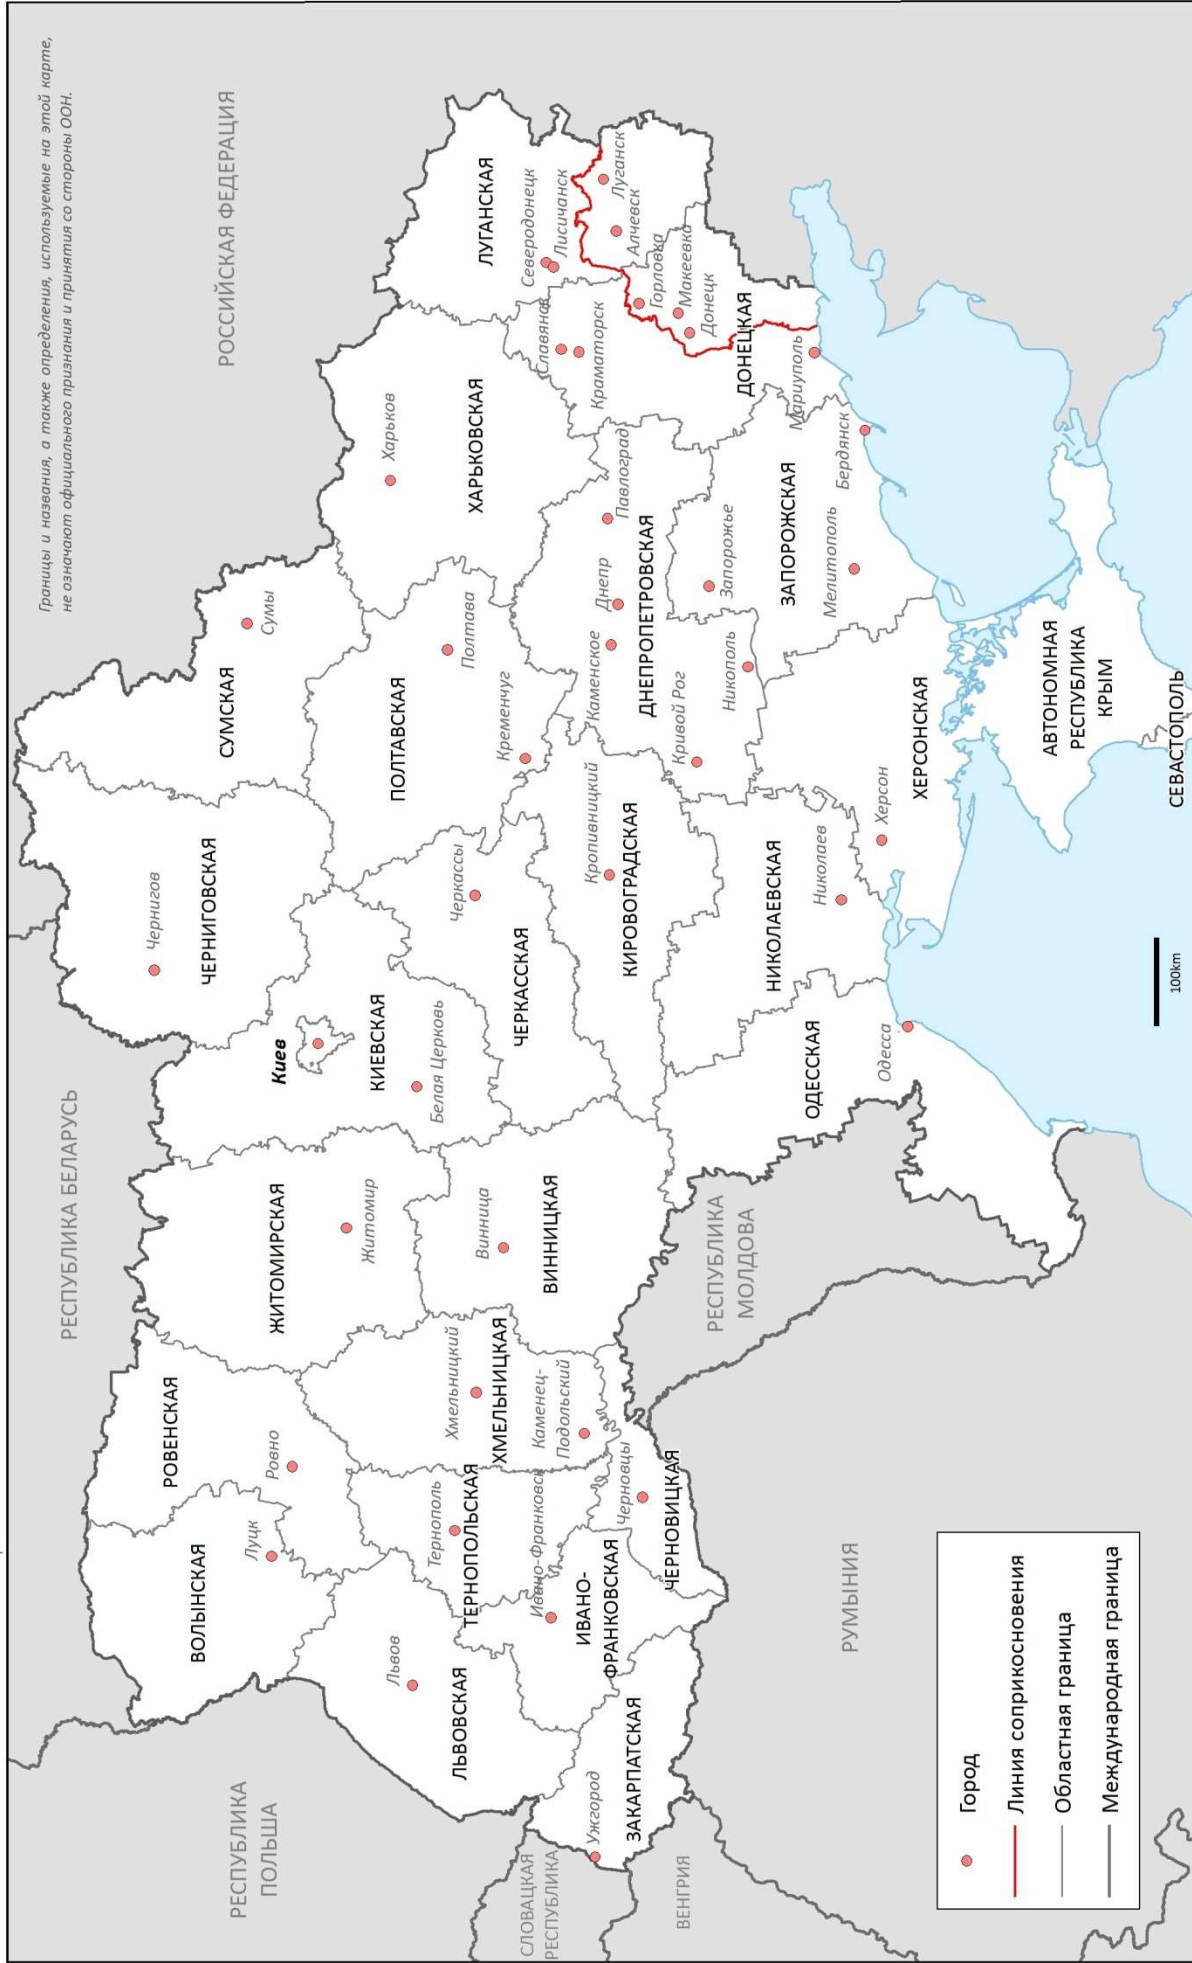 Границы и названия, а также определения, используемые на этой карте,
не означают официального признания и принятия со стороны ООН.
РОССИЙСКАЯ ФЕДЕРАЦИЯ
РЕСПУБЛИКА БЕЛАРУСЬ
РЕСПУБЛИКА
ПОЛЬША
СЛОВАЦКАЯ
РЕСПУБЛИКА
ВЕНГРИЯ
РУМЫНИЯ
РЕСПУБЛИКА
МОЛДОВА
ВОЛЫНСКАЯ
Луцк
РОВЕНСКАЯ
Ровно
ЖИТОМИРСКАЯ
Житомир
Киев
КИЕВСКАЯ
Белая Церковь
ЧЕРНИГОВСКАЯ
Чернигов
СУМСКАЯ
Сумы
ЛЬВОВСКАЯ
Львов
ТЕРНОПОЛЬСКАЯ
Тернополь
ХМЕЛЬНИЦКАЯ
Хмельницкий
Каменец-
Подольский
ВИННИЦКАЯ
Винница
ЧЕРКАССКАЯ
Черкассы
ПОЛТАВСКАЯ
Полтава
Кременчуг
ХАРЬКОВСКАЯ
Харьков
ЛУГАНСКАЯ
Северодонецк
Лисичанск
Луганск
Алчевск
ЗАКАРПАТСКАЯ
Ужгород
ИВАНО-
ФРАНКОВСКАЯ
Ивано-Франковск
ЧЕРНОВИЦКАЯ
Черновцы
КИРОВОГРАДСКАЯ
Кропивницкий
ДНЕПРОПЕТРОВСКАЯ
Каменское
Днепр
Павлоград
Кривой Рог
Никополь
ДОНЕЦКАЯ
Славянск
Краматорск
Горловка
Макеевка
Донецк
Мариуполь
ЗАПОРОЖСКАЯ
Запорожье
Мелитополь
Бердянск
ОДЕССКАЯ
Одесса
НИКОЛАЕВСКАЯ
Николаев
ХЕРСОНСКАЯ
Херсон
АВТОНОМНАЯ
РЕСПУБЛИКА
КРЫМ
СЕВАСТОПОЛЬ
100km
Город
Линия соприкосновения
Областная граница
Международная граница